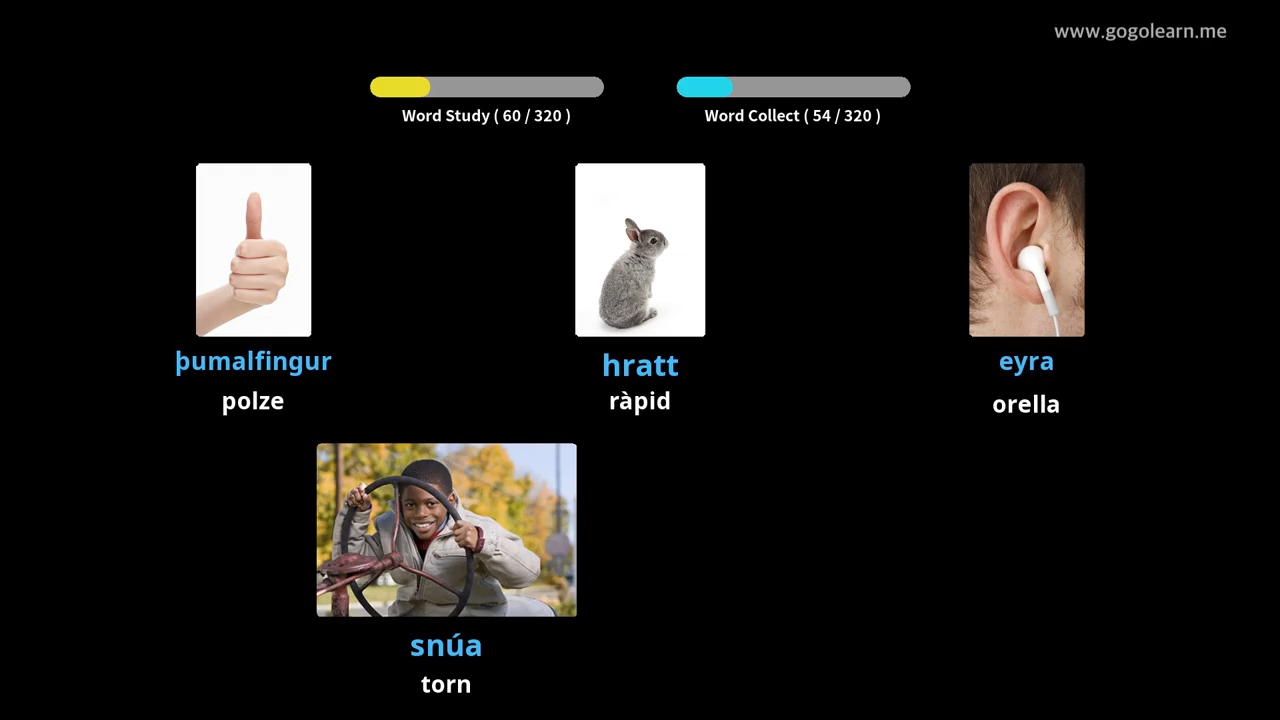 www.gogolearn.me
Word Study ( 60 / 320 )
Word Collect ( 54 / 320 )
þumalfingur
polze
hratt
ràpid
eyra
orella
snúa
torn